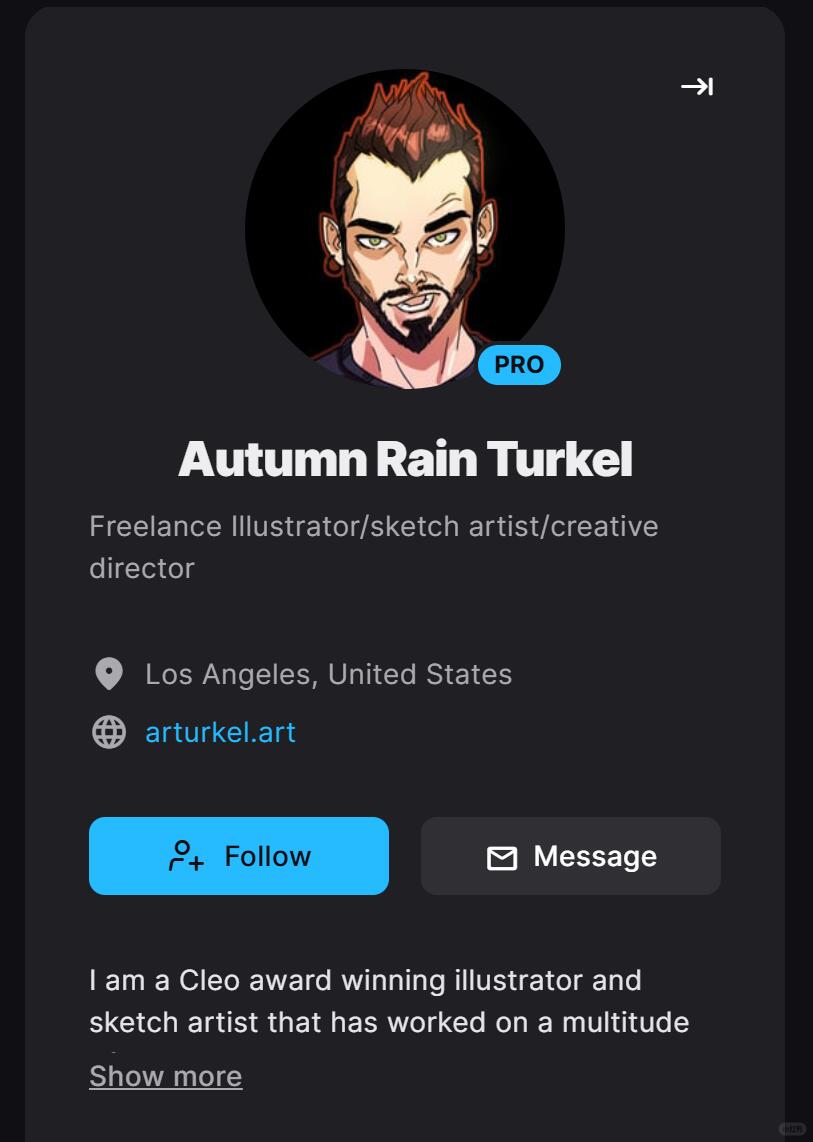 PRO
Autumn Rain Turkel
Freelance Illustrator/sketch artist/creative
director
Los Angeles, United States
arturkel.art
Follow
Message
I am a Cleo award winning illustrator and
sketch artist that has worked on a multitude
Show more